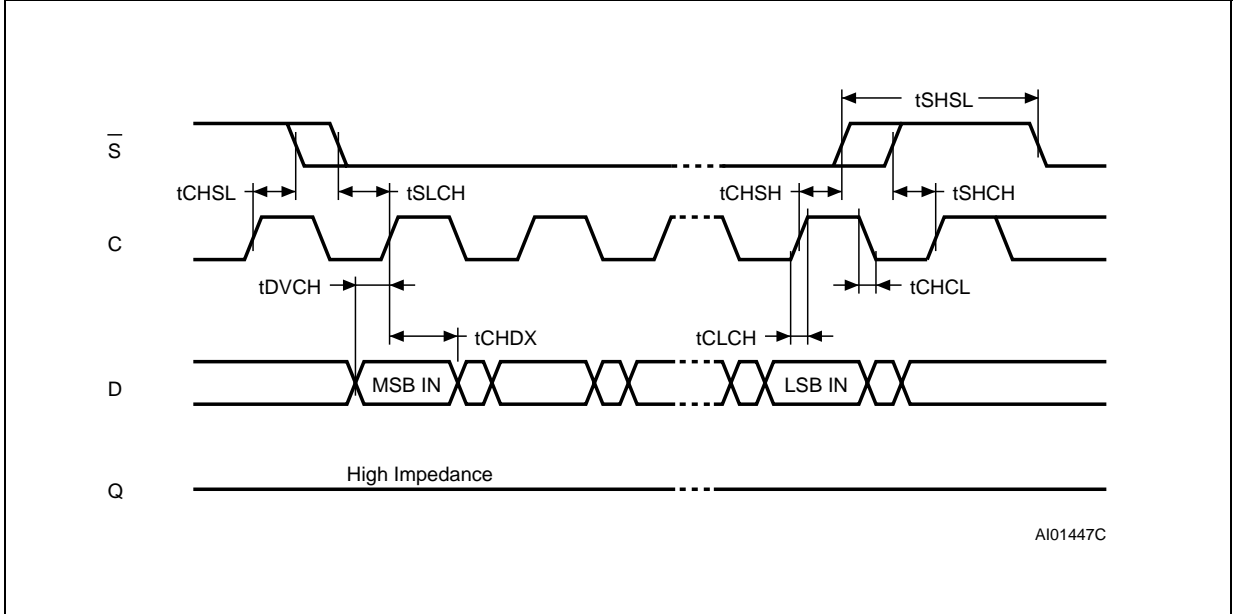 tSHSL
S̅
tCHSL
tSLCH
tCHSH
tSHCH
C
tDVCH
tCHCL
tCHDX
tCLCH
D
MSB IN
LSB IN
High Impedance
Q
AI01447C